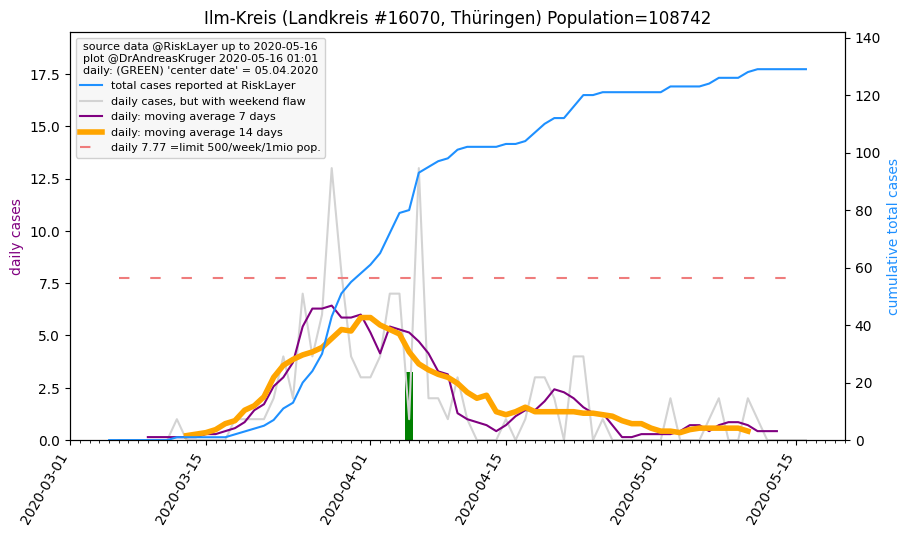 Ilm-Kreis (Landkreis #16070, Thüringen) Population=108742
source data @RiskLayer up to 2020-05-16
plot @DrAndreasKruger 2020-05-16 01:01
daily: (GREEN) 'center date' = 05.04.2020
total cases reported at RiskLayer
daily cases, but with weekend flaw
daily: moving average 7 days
daily: moving average 14 days
daily 7.77 =limit 500/week/1mio pop.
daily cases
17.5
15.0
12.5
10.0
7.5
5.0
2.5
0.0
140
120
100
80
60
40
20
0
cumulative total cases
2020-03-01
2020-03-15
2020-04-01
2020-04-15
2020-05-01
2020-05-15